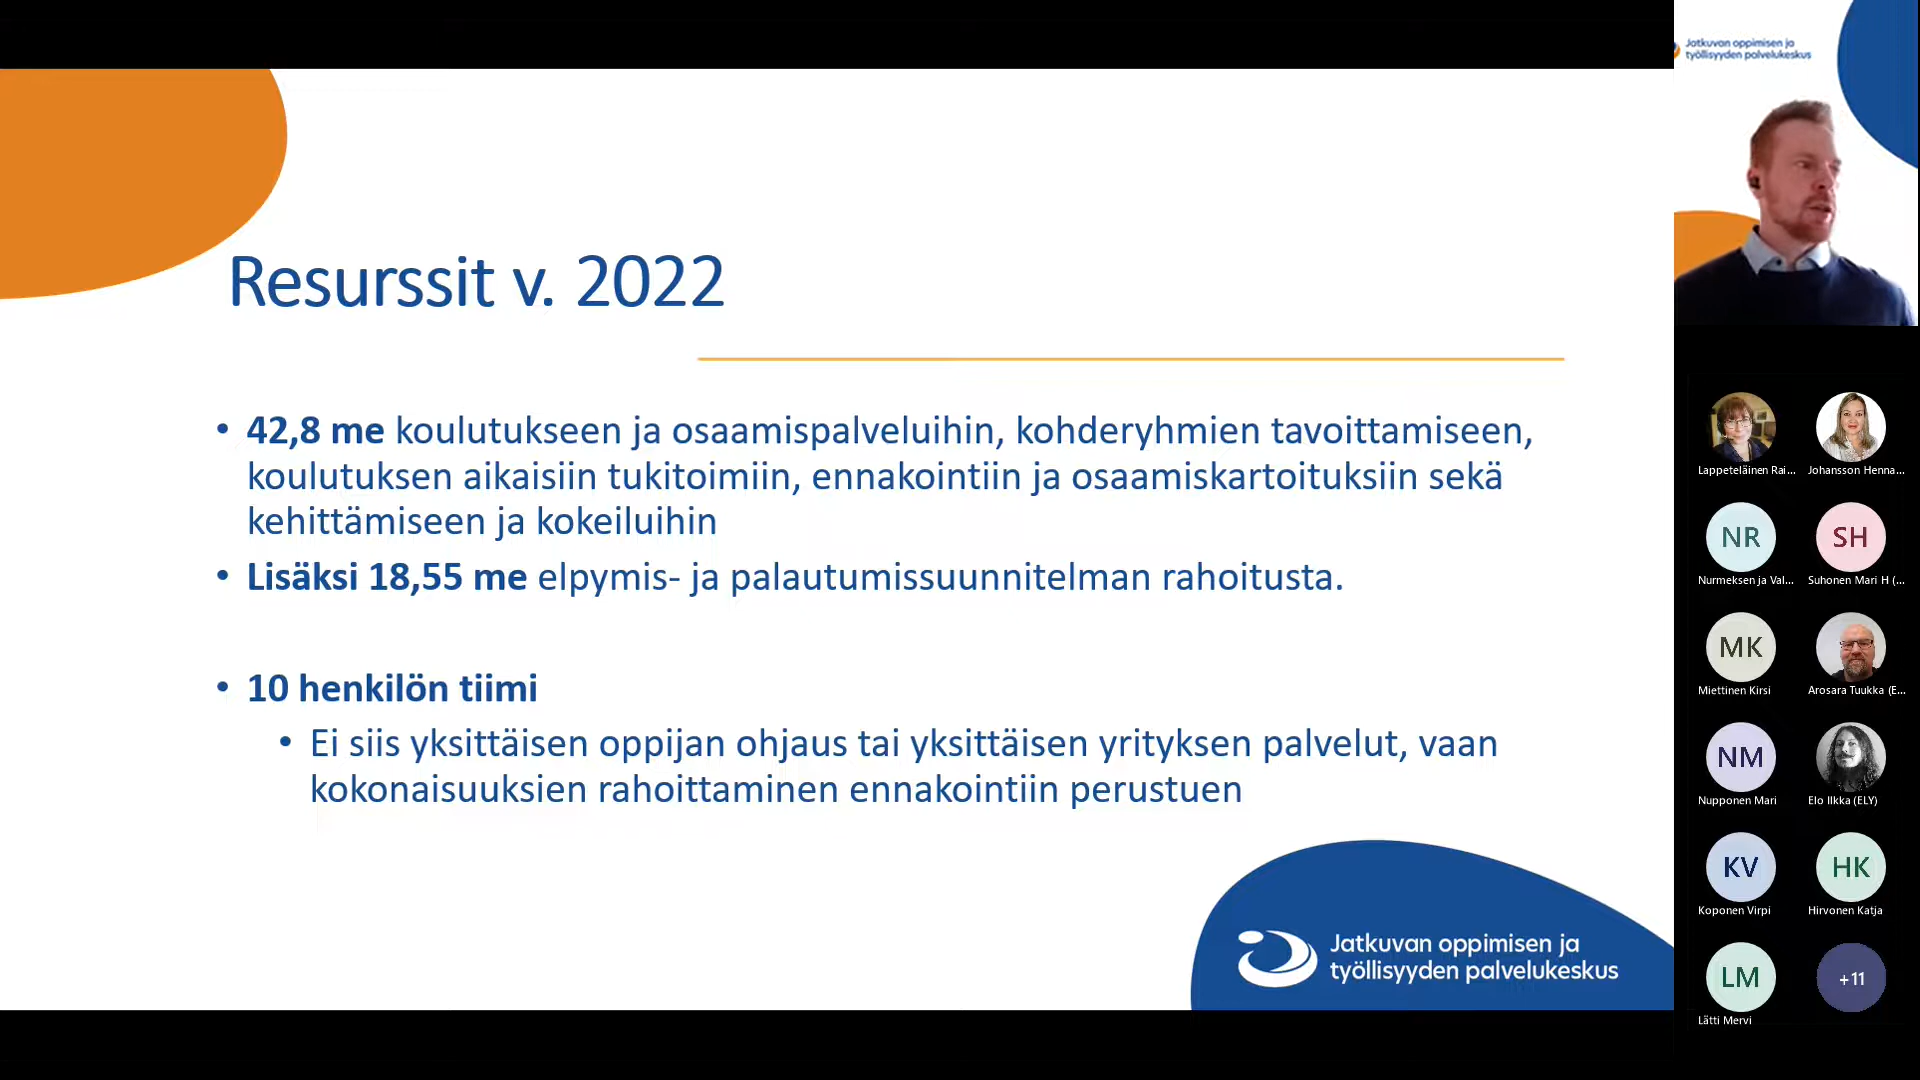 Resurssit v. 2022
• 42,8 me koulutukseen ja osaamispalveluihin, kohderyhmien tavoittamiseen,
koulutuksen aikaisiin tukitoimiin, ennakointiin ja osaamiskartoituksiin sekä
kehittämiseen ja kokeiluihin
• Lisäksi 18,55 me elpymis- ja palautumissuunnitelman rahoitusta.
• 10 henkilön tiimi
• Ei siis yksittäisen oppijan ohjaus tai yksittäisen yrityksen palvelut, vaan
kokonaisuuksien rahoittaminen ennakointiin perustuen
Jatkuvan oppimisen ja
työllisyyden palvelukeskus
Jatkuvan oppimisen ja
työllisyyden palvelukeskus
Lappeteläinen Rai...
Johansson Henna...
NR
SH
Nurmeksen ja Val...
Suhonen Mari H (...
MK
Miettinen Kirsi
Arosara Tuukka (E...
NM
Nupponen Mari
Elo Ilkka (ELY)
KV
HK
Koponen Virpi
Hirvonen Katja
LM
+11
Lätti Mervi